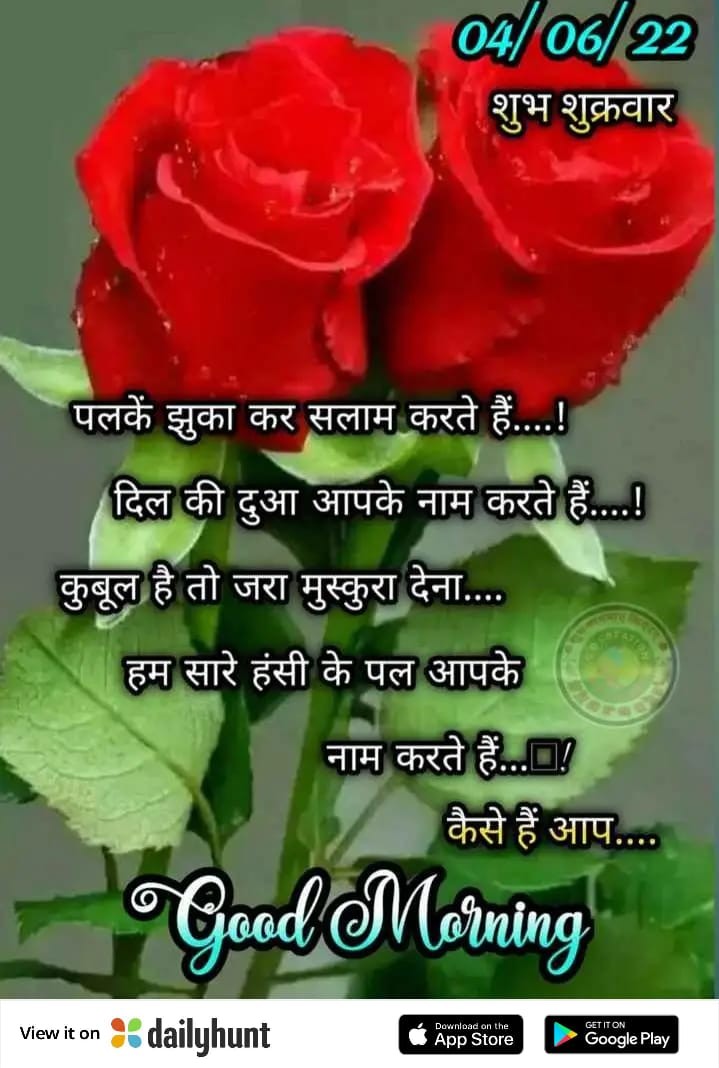 04/06/22
शुभ शुक्रवार
पलकें झुका कर सलाम करते हैं....!
दिल की दुआ आपके नाम करते हैं....!
कुबूल है तो जरा मुस्कुरा देना....
हम सारे हंसी के पल आपके
नाम करते हैं...□!
कैसे हैं आप....
Good Morning
View it on dailyhunt
Download on the
App Store
GET IT ON
Google Play